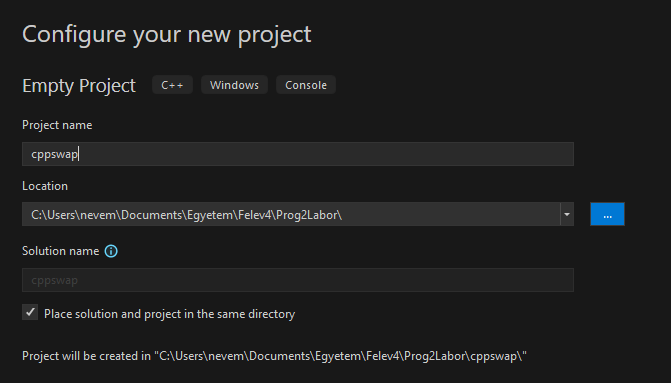 Configure your new project
Empty Project C++ Windows Console
Project name
cppswap
Location
C:\Users\nevem\Documents\Egyetem\Felev4\Prog2Labor\ ...
Solution name
cppswap
Place solution and project in the same directory
Project will be created in "C:\Users\nevem\Documents\Egyetem\Felev4\Prog2Labor\cppswap\"